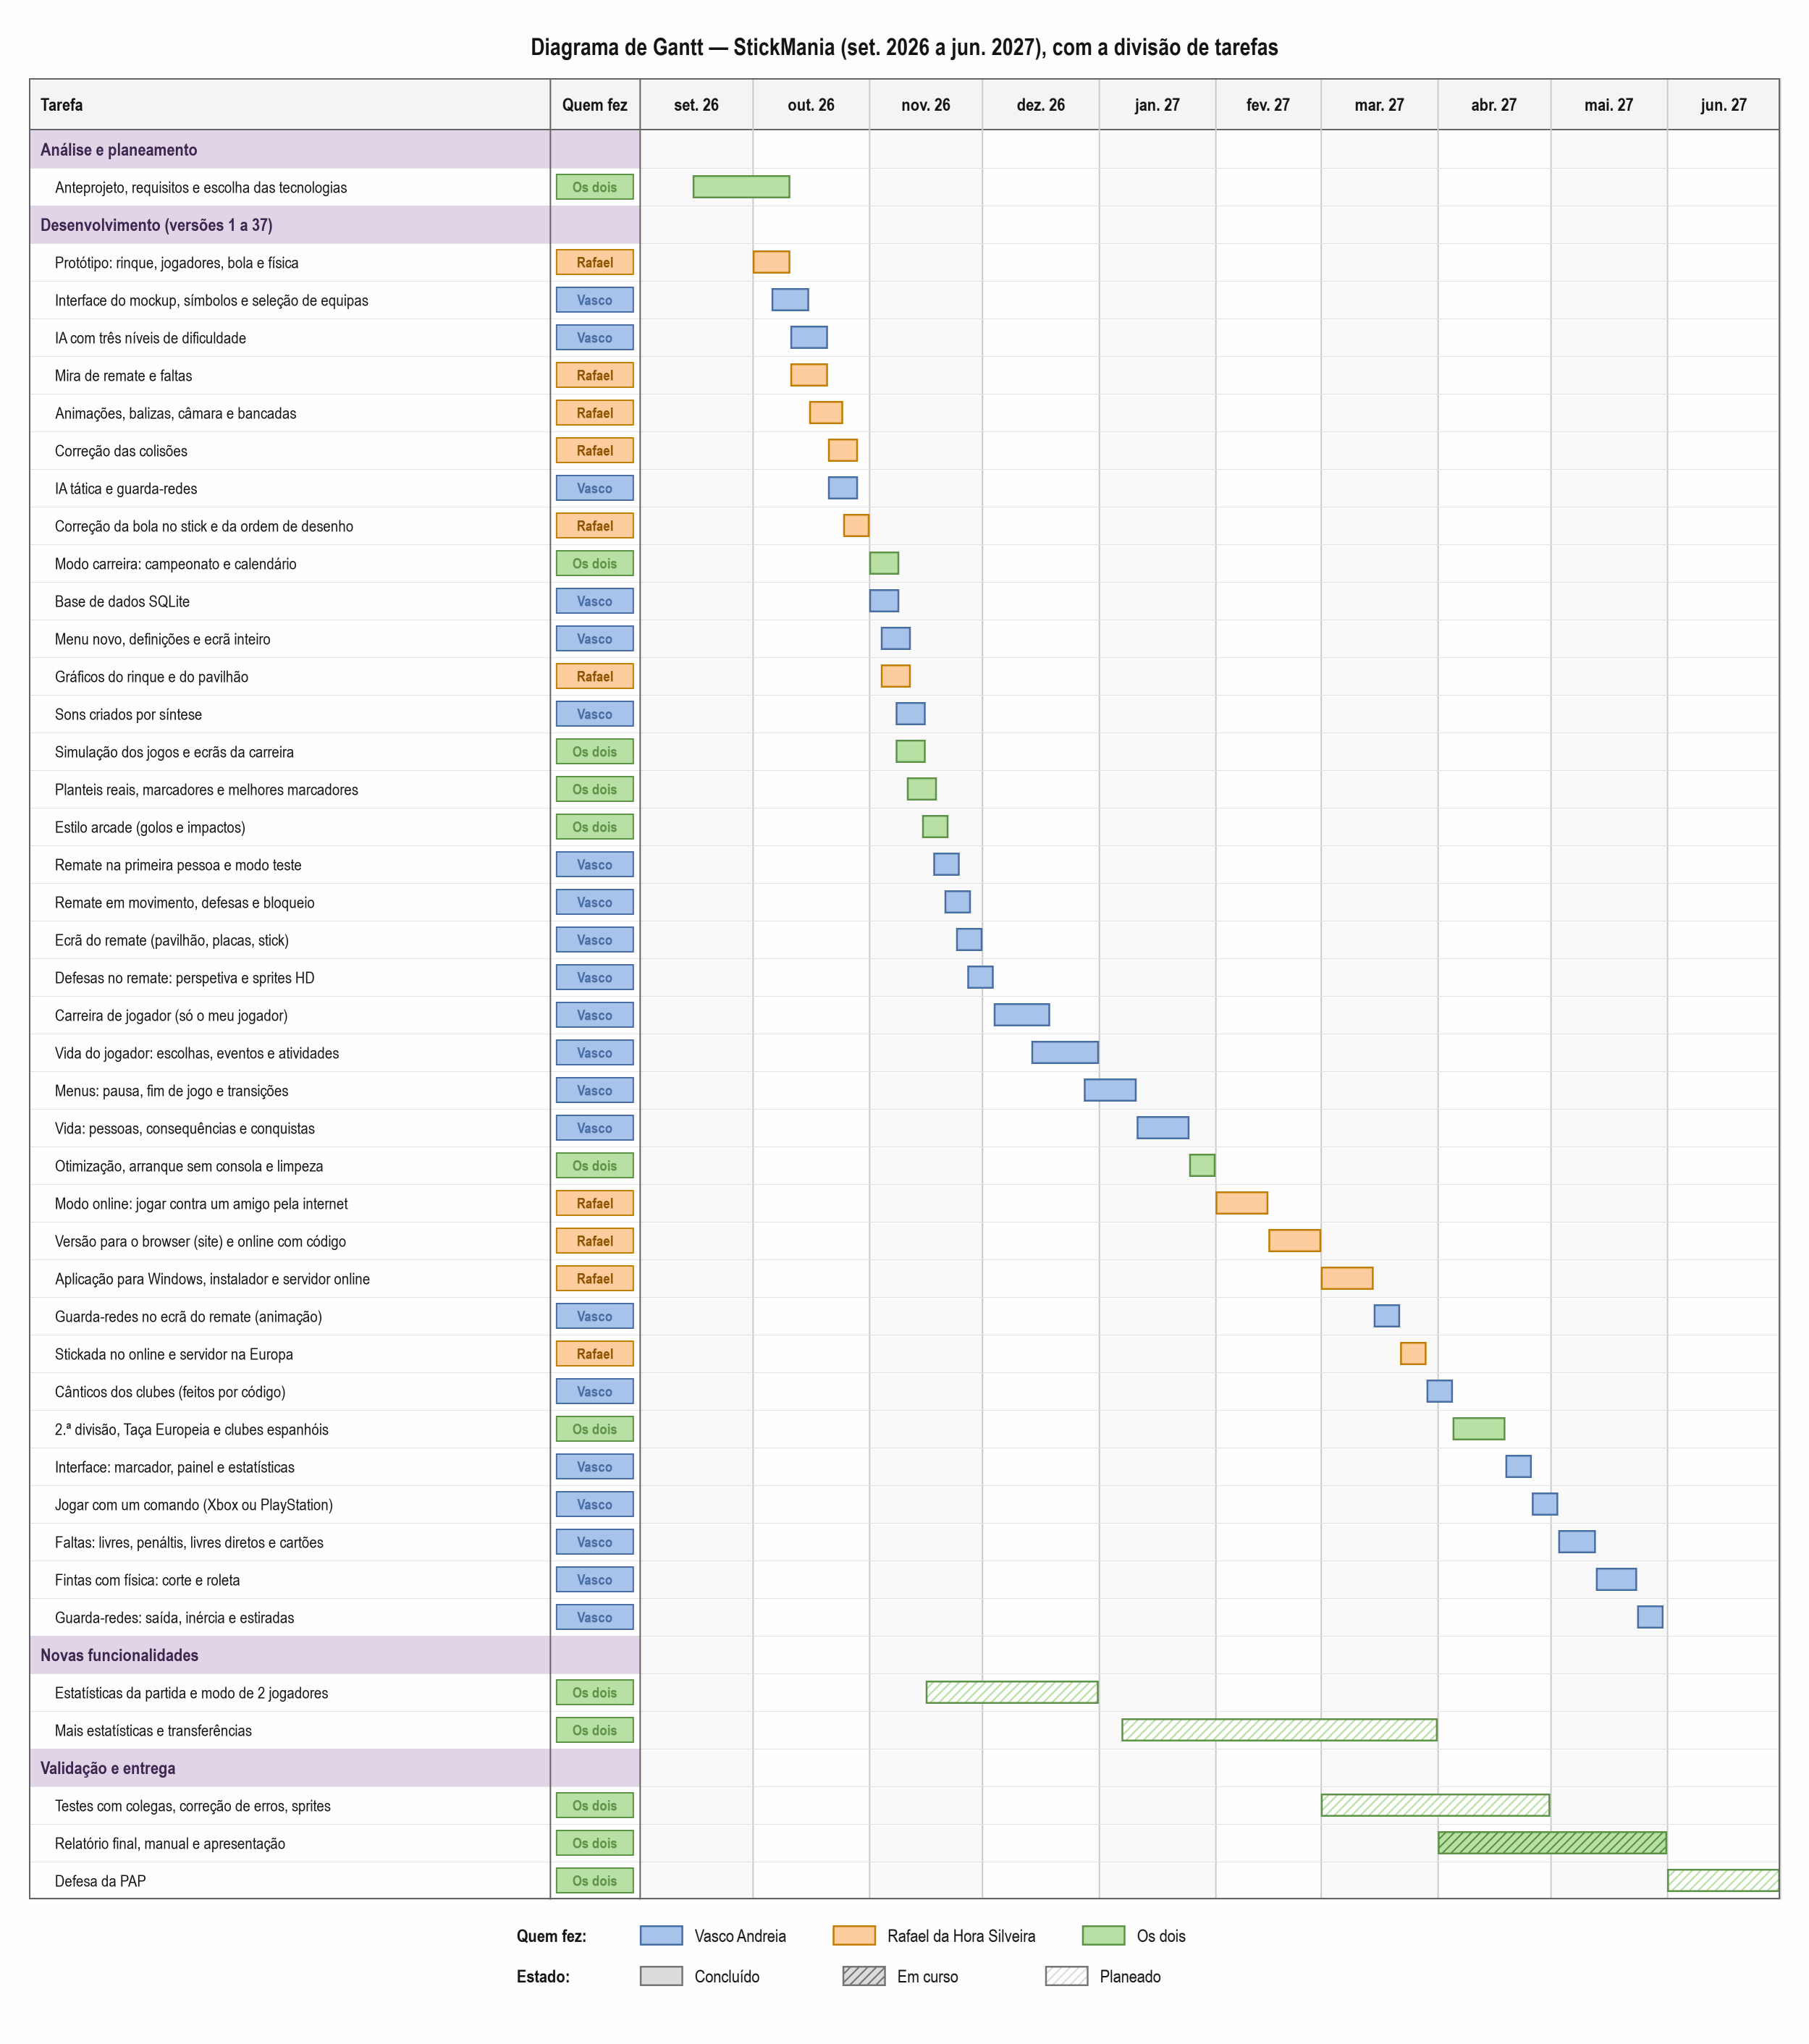 Diagrama de Gantt — StickMania (set. 2026 a jun. 2027), com a divisão de tarefas
Tarefa Quem fez set. 26 out. 26 nov. 26 dez. 26 jan. 27 fev. 27 mar. 27 abr. 27 mai. 27 jun. 27
Análise e planeamento
Anteprojeto, requisitos e escolha das tecnologias Os dois
Desenvolvimento (versões 1 a 37)
Protótipo: rinque, jogadores, bola e física Rafael
Interface do mockup, símbolos e seleção de equipas Vasco
IA com três níveis de dificuldade Vasco
Mira de remate e faltas Rafael
Animações, balizas, câmara e bancadas Rafael
Correção das colisões Rafael
IA tática e guarda-redes Vasco
Correção da bola no stick e da ordem de desenho Rafael
Modo carreira: campeonato e calendário Os dois
Base de dados SQLite Vasco
Menu novo, definições e ecrã inteiro Vasco
Gráficos do rinque e do pavilhão Rafael
Sons criados por síntese Vasco
Simulação dos jogos e ecrãs da carreira Os dois
Planteis reais, marcadores e melhores marcadores Os dois
Estilo arcade (golos e impactos) Os dois
Remate na primeira pessoa e modo teste Vasco
Remate em movimento, defesas e bloqueio Vasco
Ecrã do remate (pavilhão, placas, stick) Vasco
Defesas no remate: perspetiva e sprites HD Vasco
Carreira de jogador (só o meu jogador) Vasco
Vida do jogador: escolhas, eventos e atividades Vasco
Menus: pausa, fim de jogo e transições Vasco
Vida: pessoas, consequências e conquistas Vasco
Otimização, arranque sem consola e limpeza Os dois
Modo online: jogar contra um amigo pela internet Rafael
Versão para o browser (site) e online com código Rafael
Aplicação para Windows, instalador e servidor online Rafael
Guarda-redes no ecrã do remate (animação) Vasco
Stickada no online e servidor na Europa Rafael
Cânticos dos clubes (feitos por código) Vasco
2.ª divisão, Taça Europeia e clubes espanhóis Os dois
Interface: marcador, painel e estatísticas Vasco
Jogar com um comando (Xbox ou PlayStation) Vasco
Faltas: livres, penáltis, livres diretos e cartões Vasco
Fintas com física: corte e roleta Vasco
Guarda-redes: saída, inércia e estiradas Vasco
Novas funcionalidades
Estatísticas da partida e modo de 2 jogadores Os dois
Mais estatísticas e transferências Os dois
Validação e entrega
Testes com colegas, correção de erros, sprites Os dois
Relatório final, manual e apresentação Os dois
Defesa da PAP Os dois
Quem fez: Vasco Andreia Rafael da Hora Silveira Os dois
Estado: Concluído Em curso Planeado